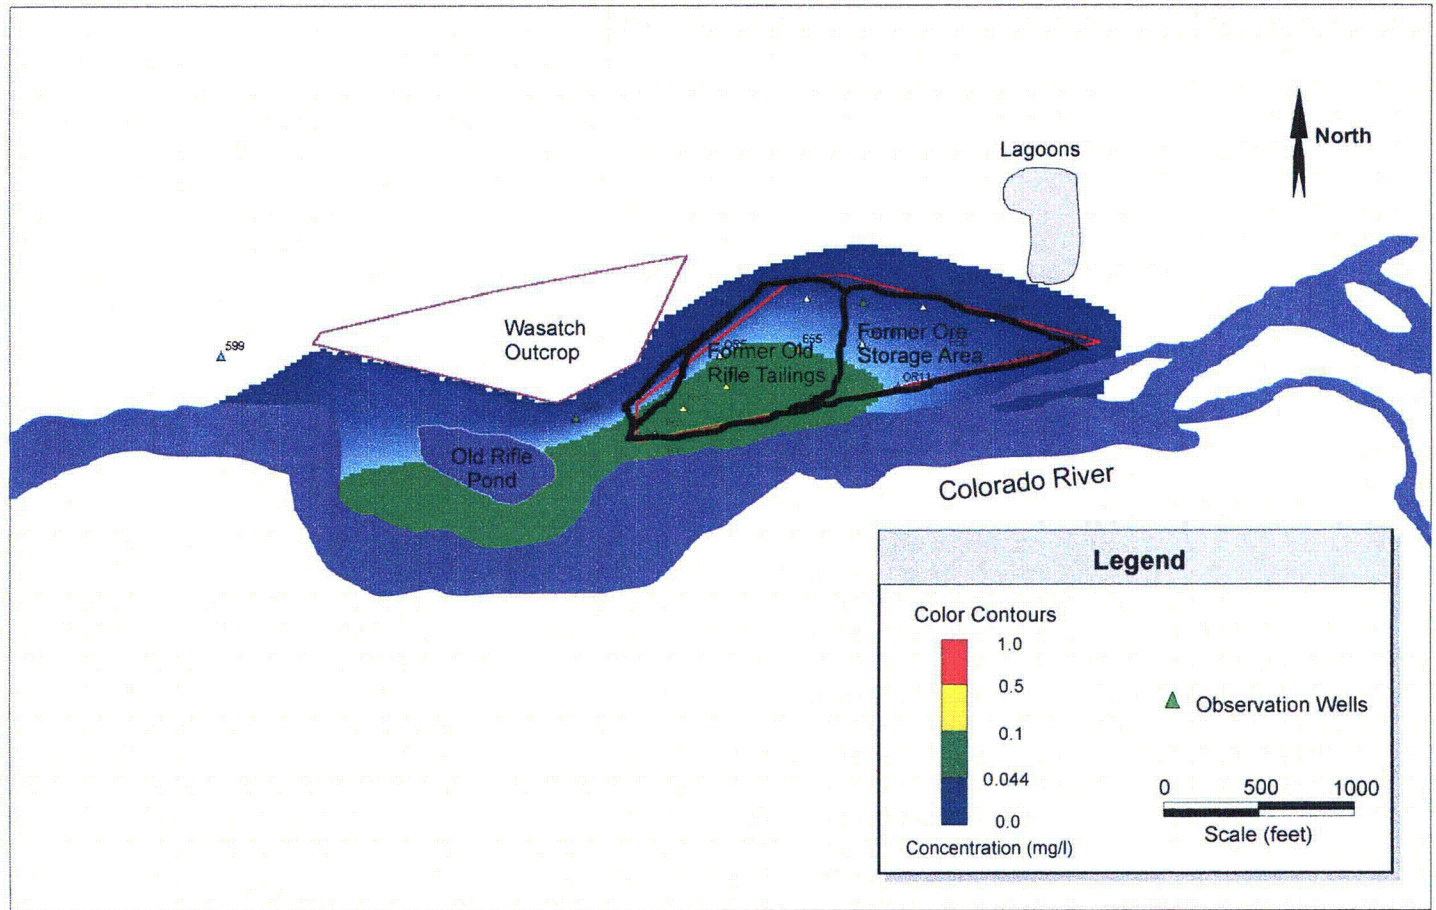 North
Lagoons
Wasatch
Outcrop
599
655
Former Old
Rifle Tailings
Former Ore
Storage Area
Old Rifle
Pond
Colorado River
Legend
Color Contours
1.0
0.5
0.1
0.044
0.0
Concentration (mg/l)
Observation Wells
0 500 1000
Scale (feet)